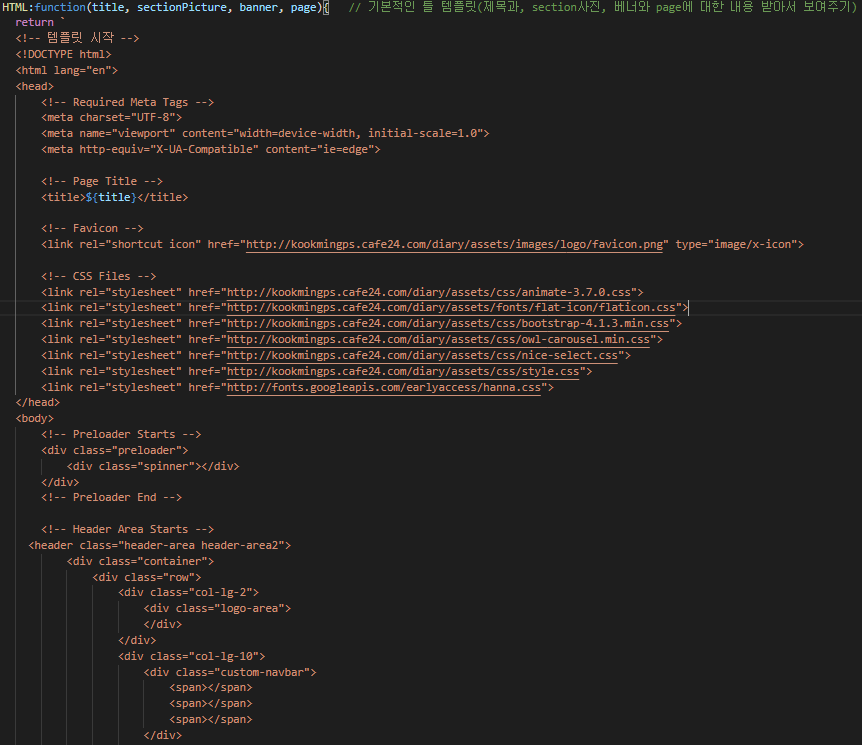 HTML:function(title, sectionPicture, banner, page){   // 기본적인 틀 템플릿(제목과, section사진, 베너와 page에 대한 내용 받아서 보여주기)
return `
<!-- 템플릿 시작 -->
<!DOCTYPE html>
<html lang="en">
<head>
<!-- Required Meta Tags -->
<meta charset="UTF-8">
<meta name="viewport" content="width=device-width, initial-scale=1.0">
<meta http-equiv="X-UA-Compatible" content="ie=edge">
<!-- Page Title -->
<title>${title}</title>
<!-- Favicon -->
<link rel="shortcut icon" href="http://kookmingps.cafe24.com/diary/assets/images/logo/favicon.png" type="image/x-icon">
<!-- CSS Files -->
<link rel="stylesheet" href="http://kookmingps.cafe24.com/diary/assets/css/animate-3.7.0.css">
<link rel="stylesheet" href="http://kookmingps.cafe24.com/diary/assets/fonts/flat-icon/flaticon.css">
<link rel="stylesheet" href="http://kookmingps.cafe24.com/diary/assets/css/bootstrap-4.1.3.min.css">
<link rel="stylesheet" href="http://kookmingps.cafe24.com/diary/assets/css/owl-carousel.min.css">
<link rel="stylesheet" href="http://kookmingps.cafe24.com/diary/assets/css/nice-select.css">
<link rel="stylesheet" href="http://kookmingps.cafe24.com/diary/assets/css/style.css">
<link rel="stylesheet" href="http://fonts.googleapis.com/earlyaccess/hanna.css">
</head>
<body>
<!-- Preloader Starts -->
<div class="preloader">
<div class="spinner"></div>
</div>
<!-- Preloader End -->
<!-- Header Area Starts -->
<header class="header-area header-area2">
<div class="container">
<div class="row">
<div class="col-lg-2">
<div class="logo-area">
</div>
</div>
<div class="col-lg-10">
<div class="custom-navbar">
<span></span>
<span></span>
<span></span>
</div>